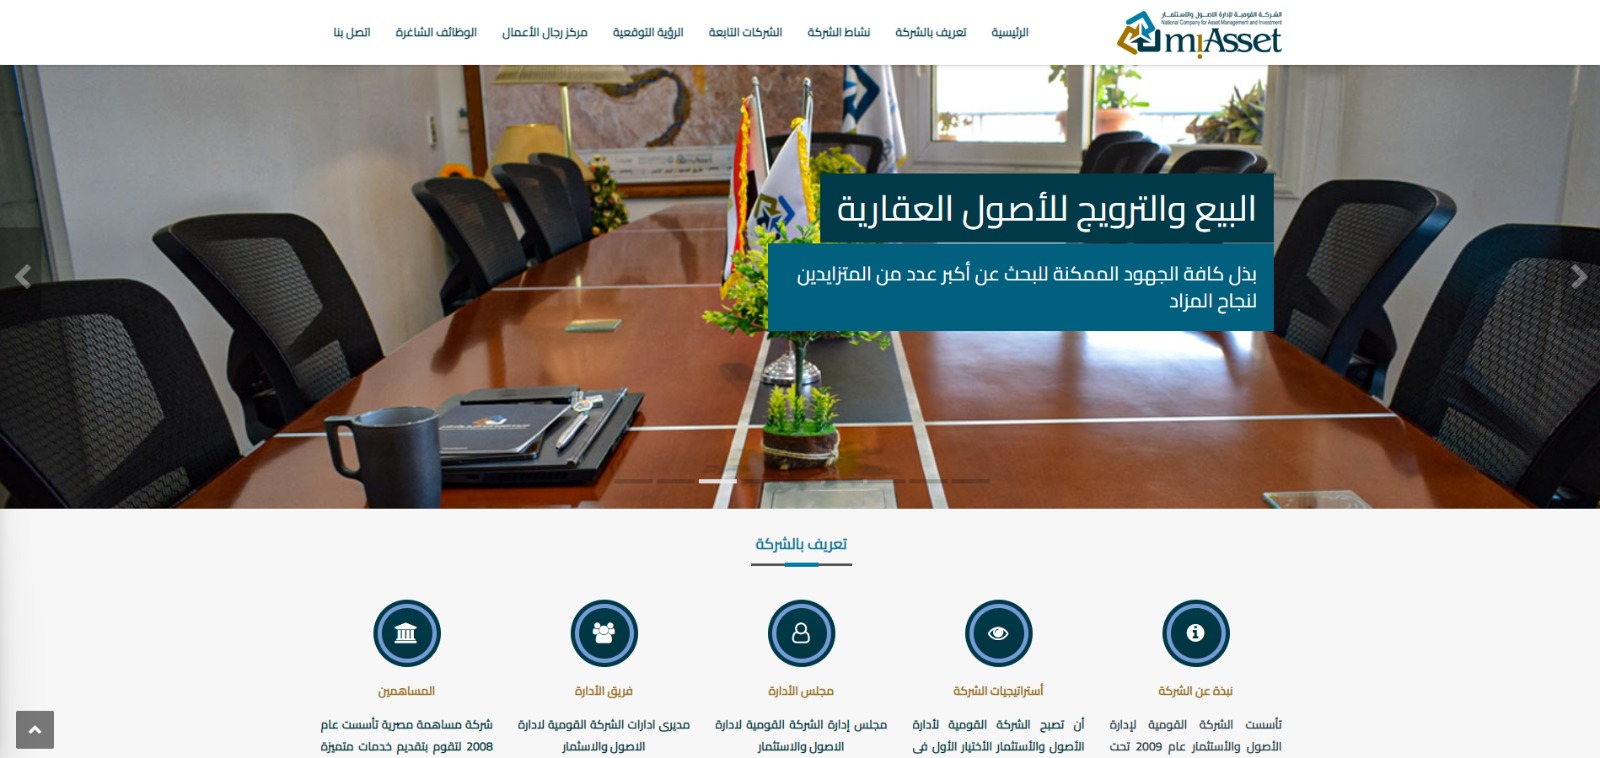 الشركة القومية لإدارة الاصول والاستثمار
National Company for Asset Management and Investment
miAsset
الرئيسية
تعريف بالشركة
نشاط الشركة
الشركات التابعة
الرؤية التوقعية
مركز رجال الأعمال
الوظائف الشاغرة
اتصل بنا
miAsset
البيع والترويج للأصول العقارية
بذل كافة الجهود الممكنة للبحث عن أكبر عدد من المتزايدين
لنجاح المزاد
تعريف بالشركة
نبذة عن الشركة
تأسست الشركة القومية لإدارة
الأصول والأستثمار عام 2009 تحت
أستراتيجيات الشركة
أن تصبح الشركة القومية لأدارة
الأصول والأستثمار الأختيار الأول فى
مجلس الأدارة
مجلس إدارة الشركة القومية لادارة
الاصول والاستثمار
فريق الأدارة
مديرى ادارات الشركة القومية لادارة
الاصول والاسثمار
المساهمين
شركة مساهمة مصرية تأسست عام
2008 لتقوم بتقديم خدمات متميزة